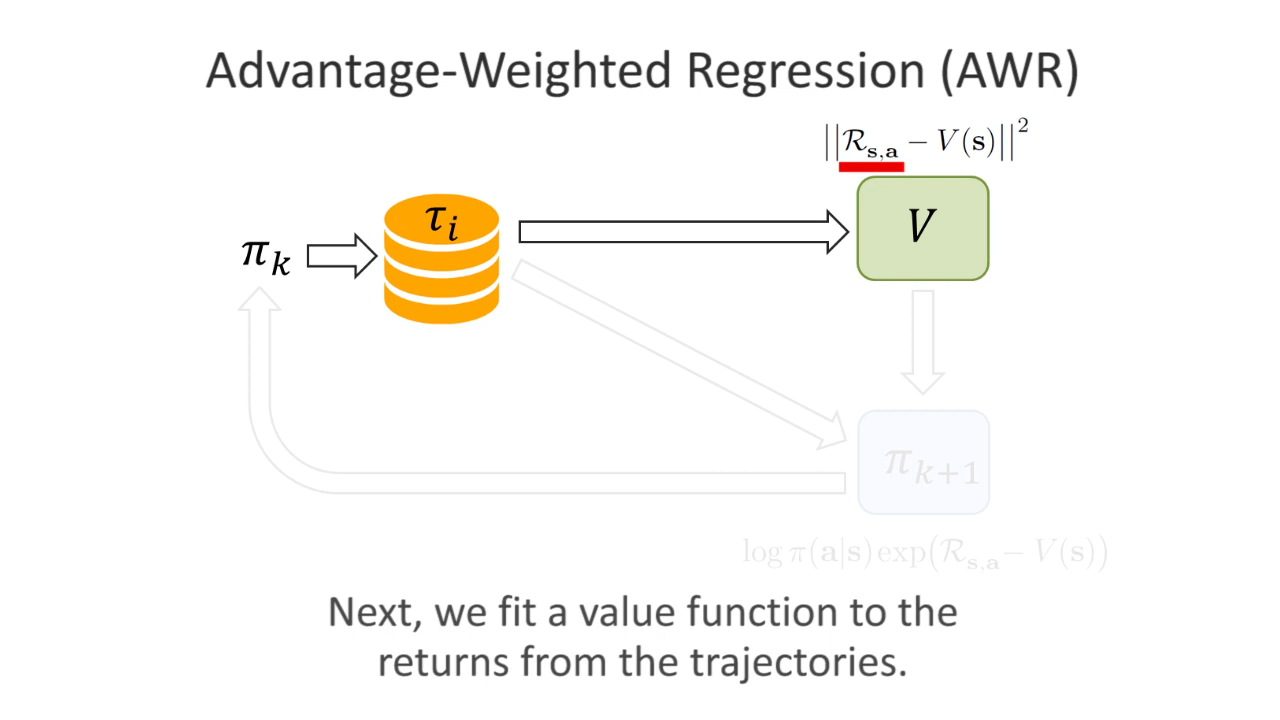 Advantage-Weighted Regression (AWR)
||ℛ_{s,a} − V(s)||²
τ_i
V
π_k
π_{k+1}
log π(a|s) exp(ℛ_{s,a} − V(s))
Next, we fit a value function to the
returns from the trajectories.